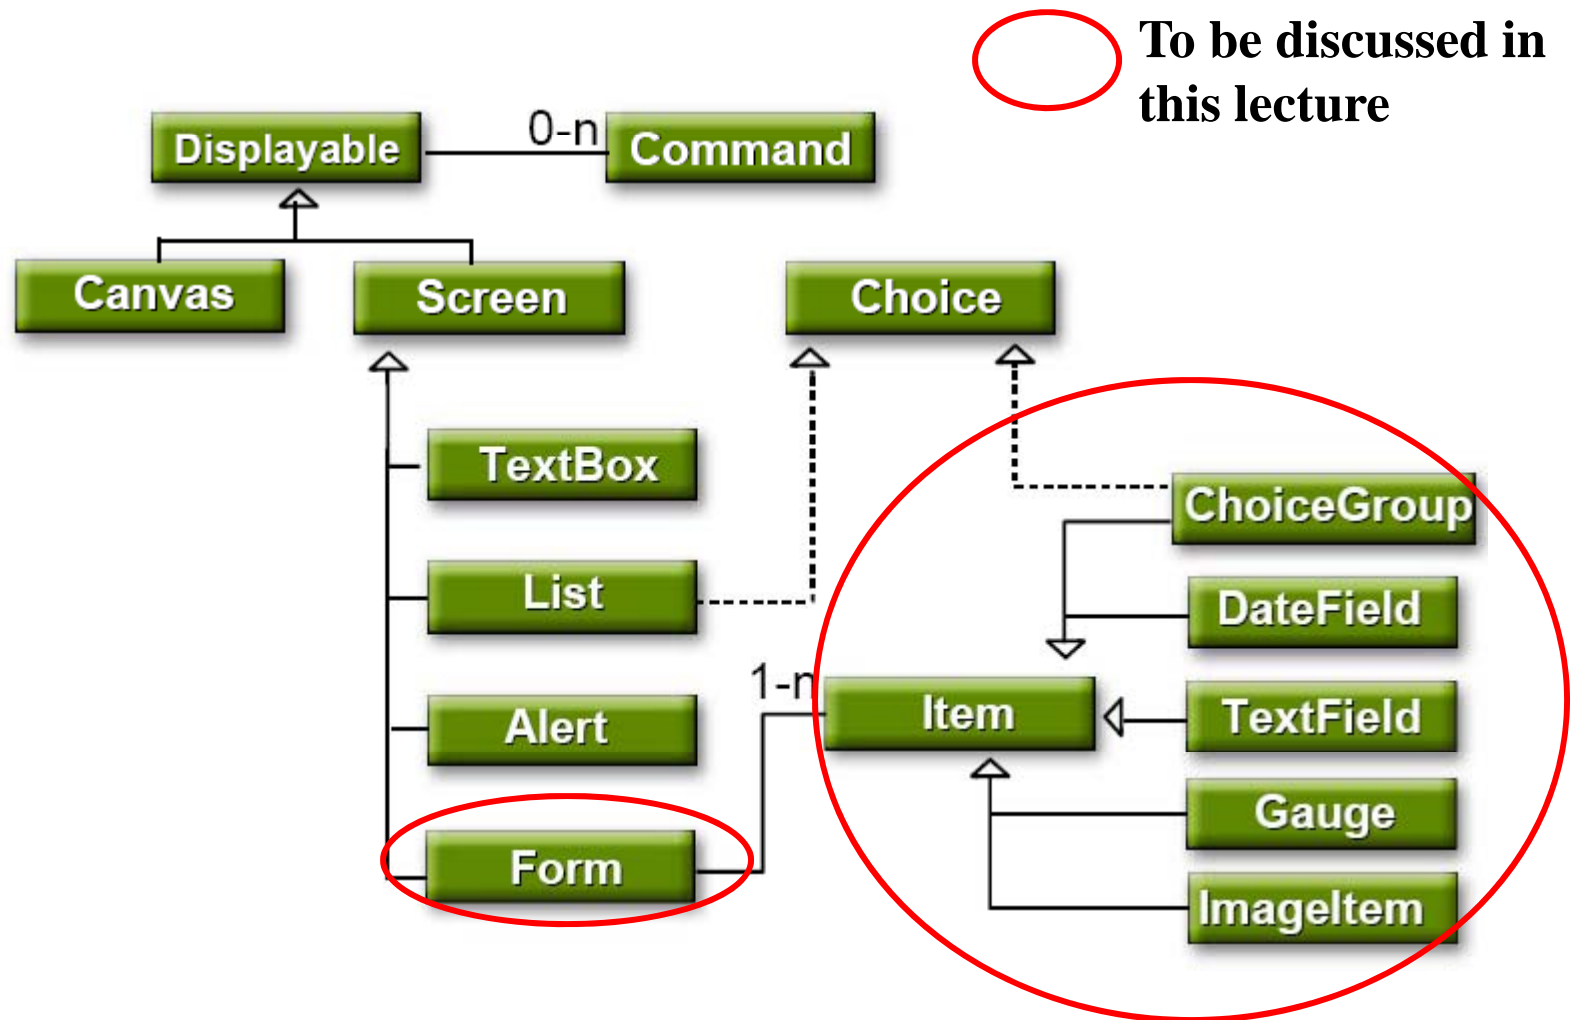 To be discussed in
this lecture
Displayable
0-n
Command
Canvas
Screen
Choice
TextBox
ChoiceGroup
List
DateField
1-n
Item
TextField
Alert
Gauge
Form
ImageItem